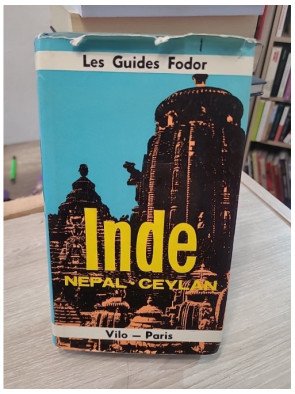 Les Guides Fodor
Inde
NEPAL · CEYLAN
Vilo — Paris